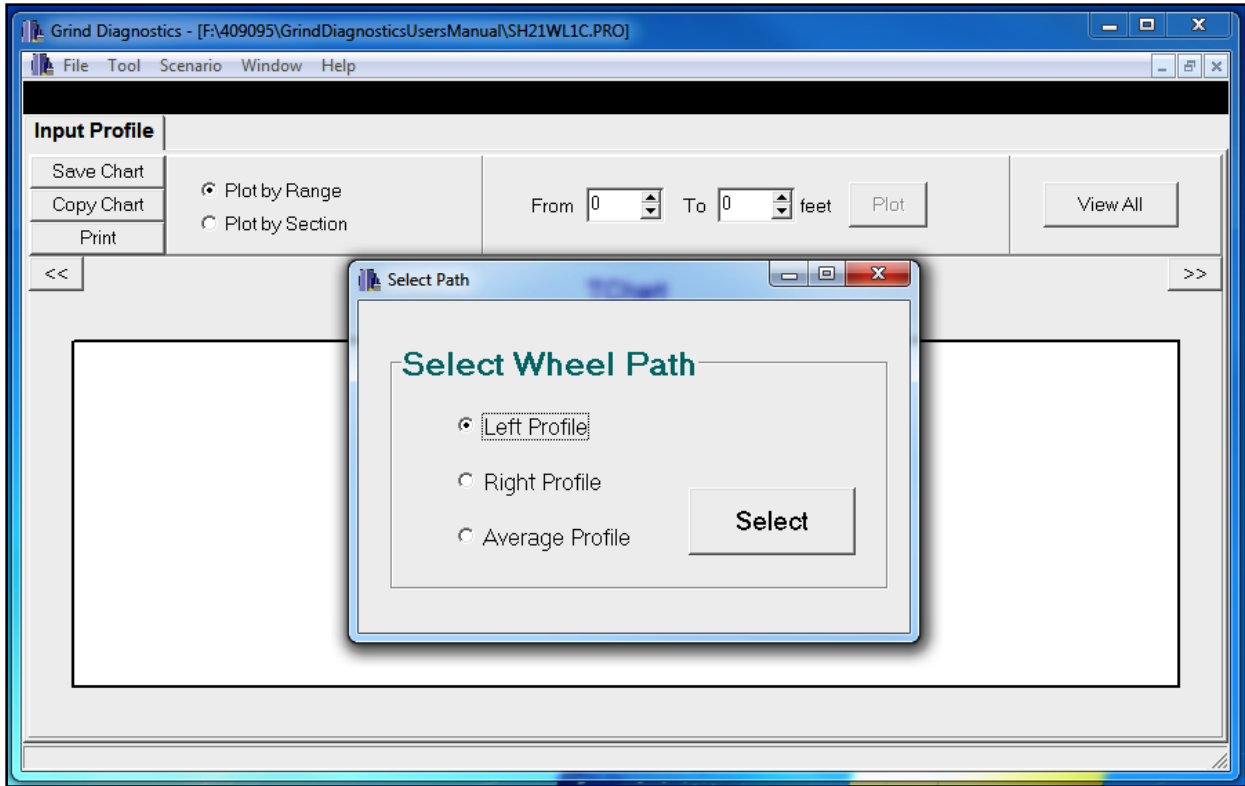 Grind Diagnostics - [F:\409095\GrindDiagnosticsUsersManual\SH21WL1C.PRO]
File Tool Scenario Window Help
Input Profile
Save Chart
Copy Chart
Print
Plot by Range
Plot by Section
From 0 To 0 feet Plot
View All
<< >>
TChart
Select Path
Select Wheel Path
Left Profile
Right Profile
Average Profile
Select